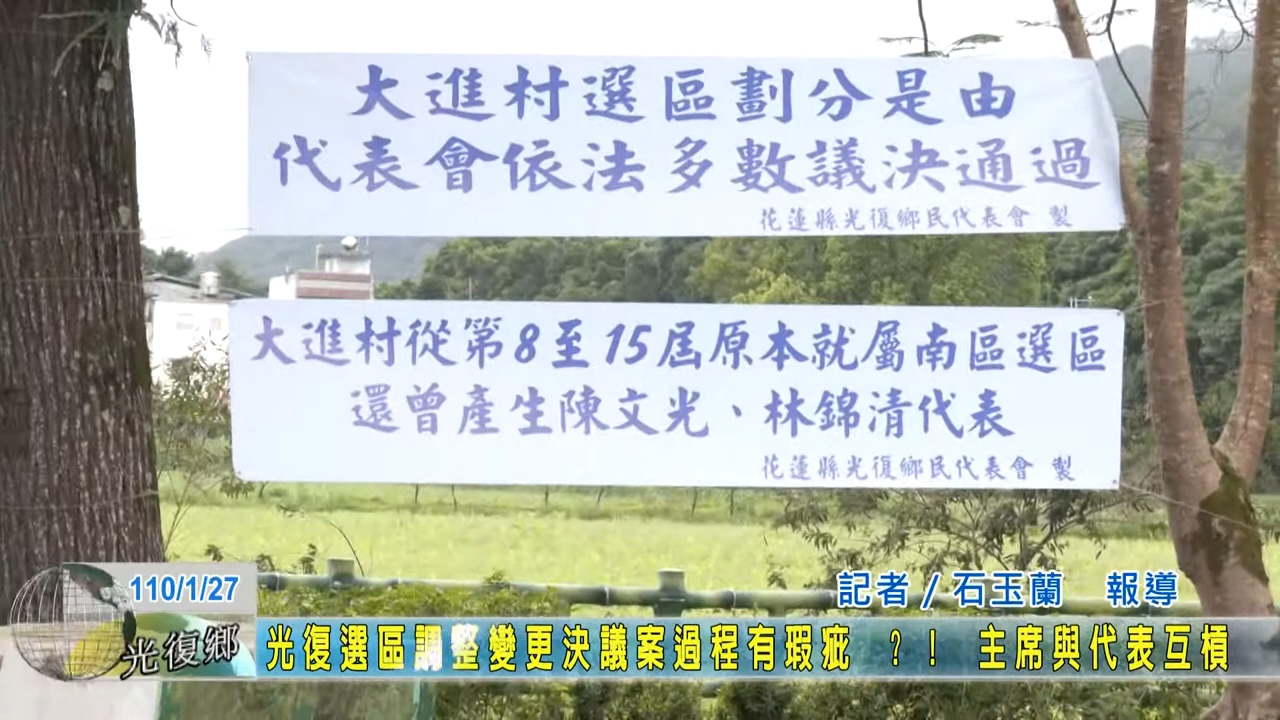 大進村選區劃分是由
代表會依法多數議決通過
花蓮縣光復鄉民代表會 製
大進村從第8至15屆原本就屬南區選區
還曾產生陳文光、林錦清代表
花蓮縣光復鄉民代表會 製
110/1/27
記者/石玉蘭 報導
光復鄉
光復選區調整變更決議案過程有瑕疵 ?! 主席與代表互槓